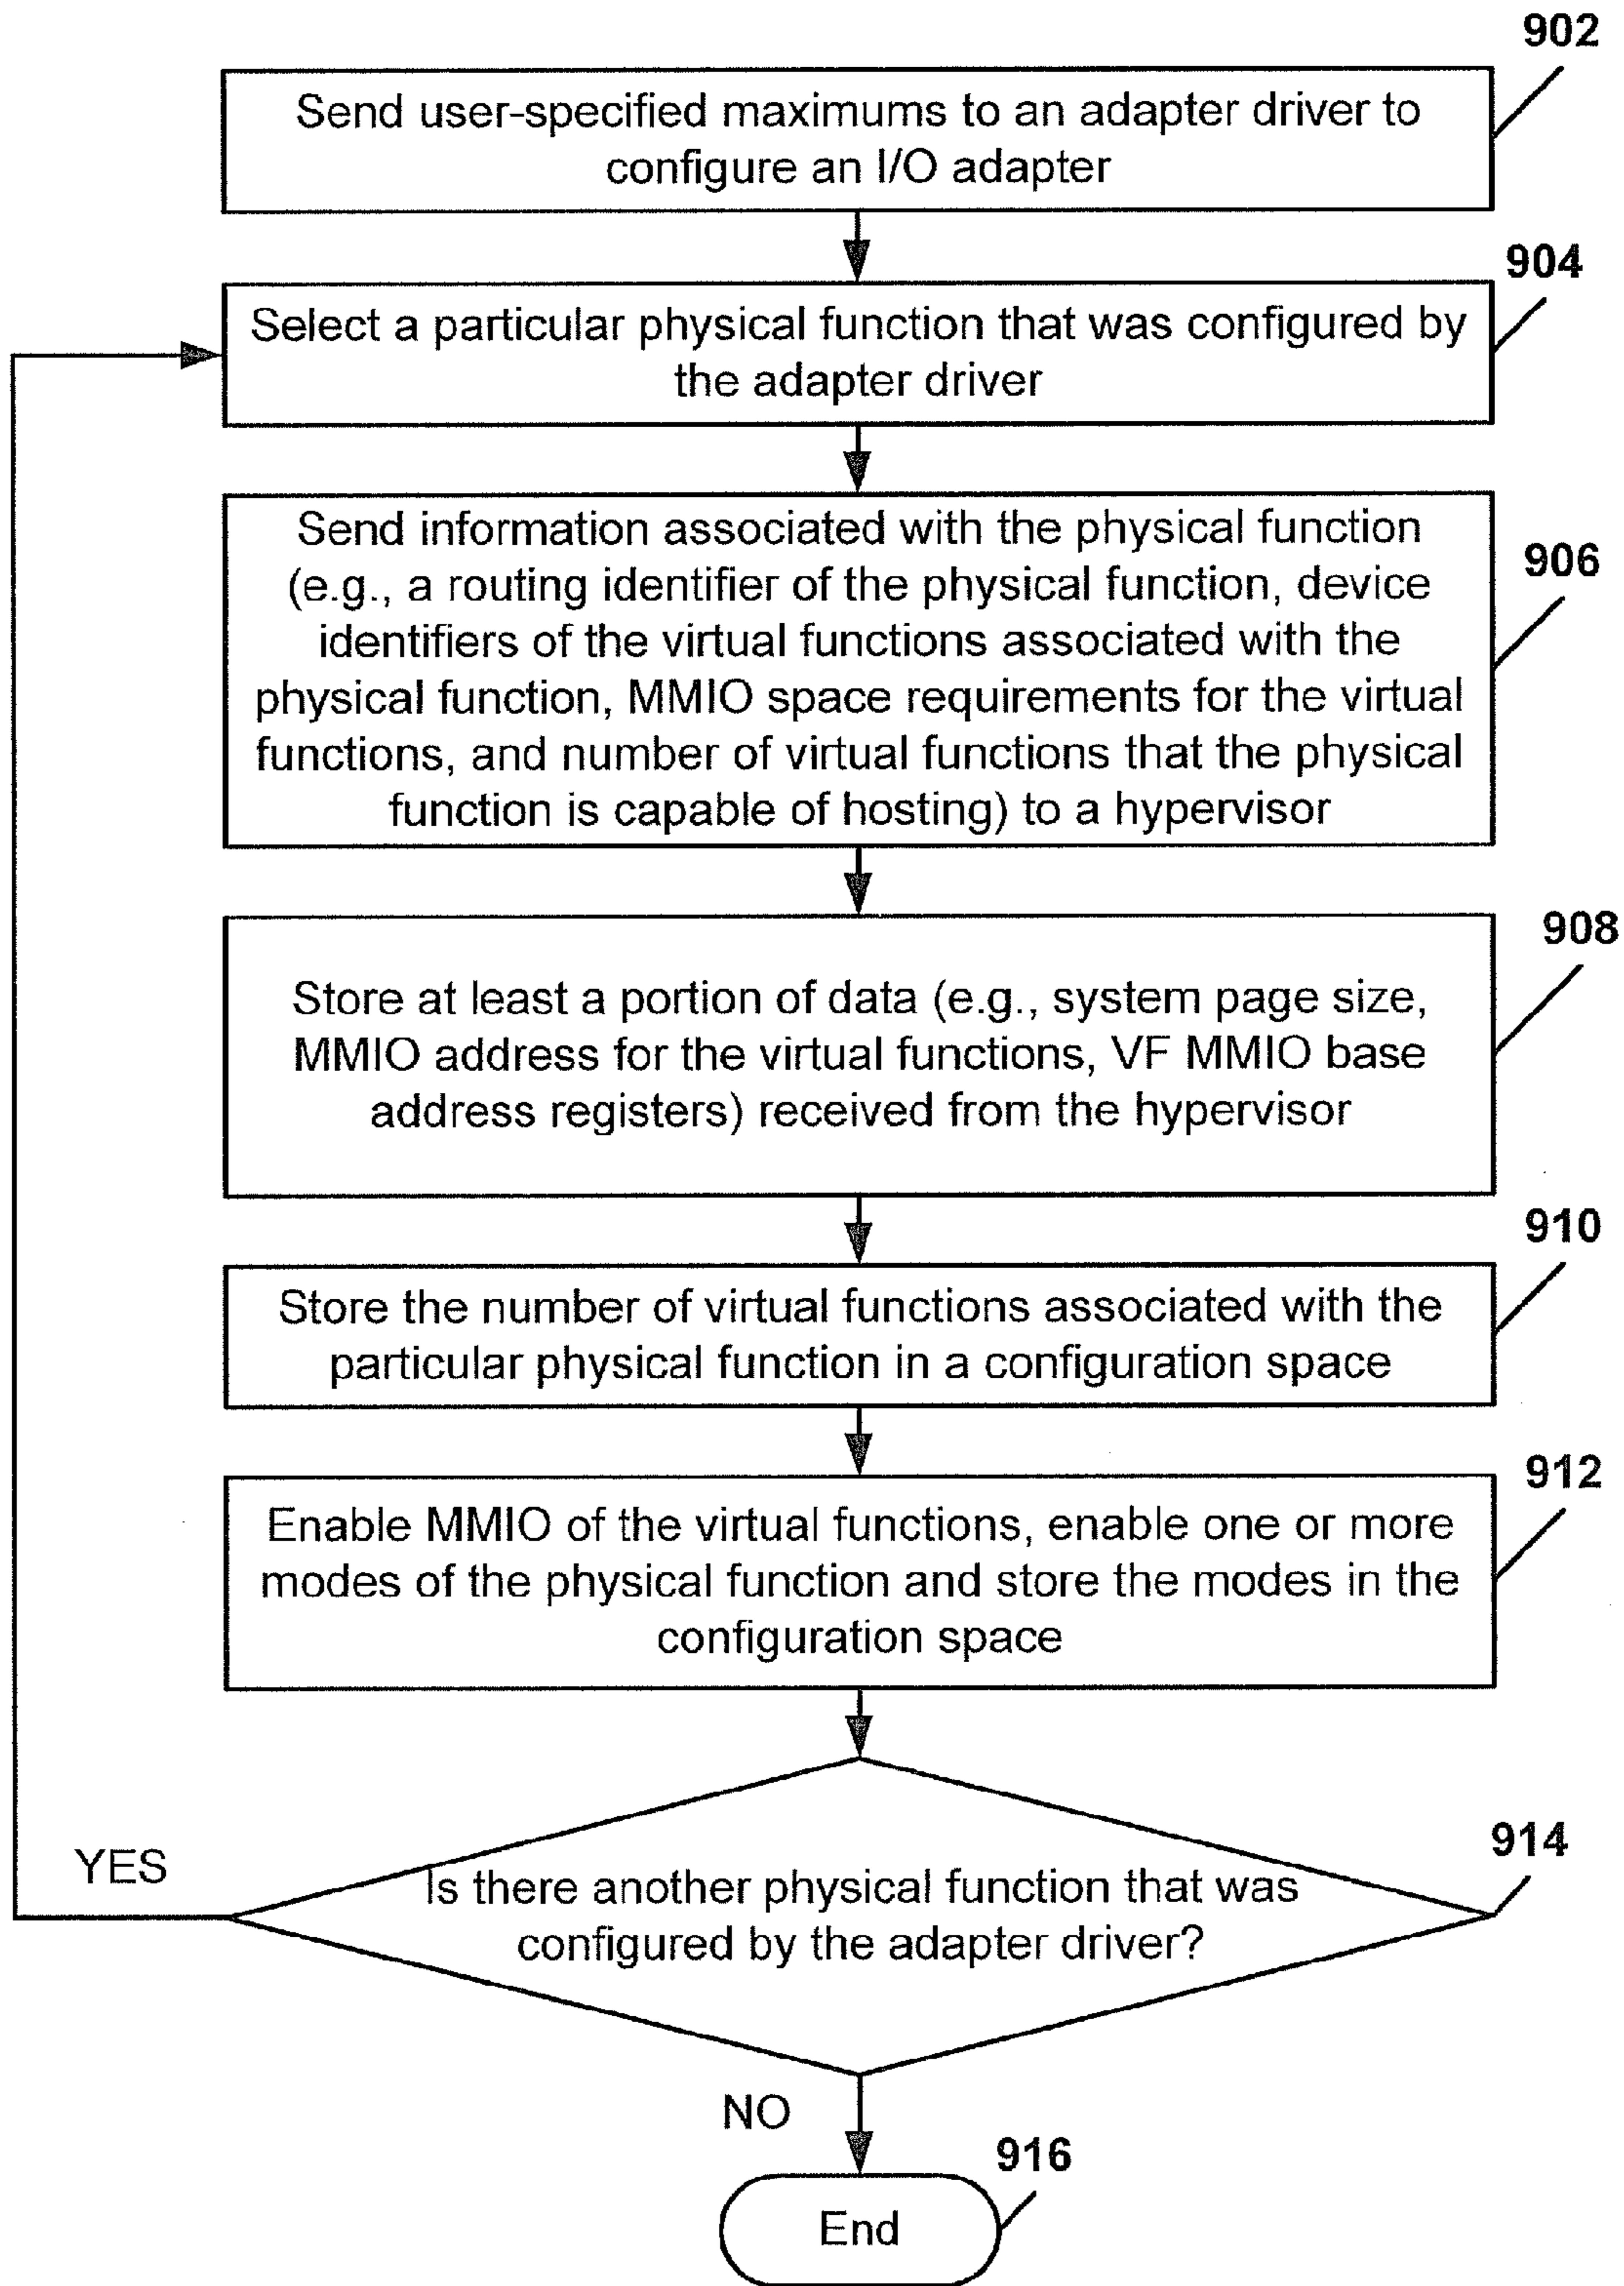 902
Send user-specified maximums to an adapter driver to
configure an I/O adapter
904
Select a particular physical function that was configured by
the adapter driver
906
Send information associated with the physical function
(e.g., a routing identifier of the physical function, device
identifiers of the virtual functions associated with the
physical function, MMIO space requirements for the virtual
functions, and number of virtual functions that the physical
function is capable of hosting) to a hypervisor
908
Store at least a portion of data (e.g., system page size,
MMIO address for the virtual functions, VF MMIO base
address registers) received from the hypervisor
910
Store the number of virtual functions associated with the
particular physical function in a configuration space
912
Enable MMIO of the virtual functions, enable one or more
modes of the physical function and store the modes in the
configuration space
914
YES
Is there another physical function that was
configured by the adapter driver?
NO
916
End